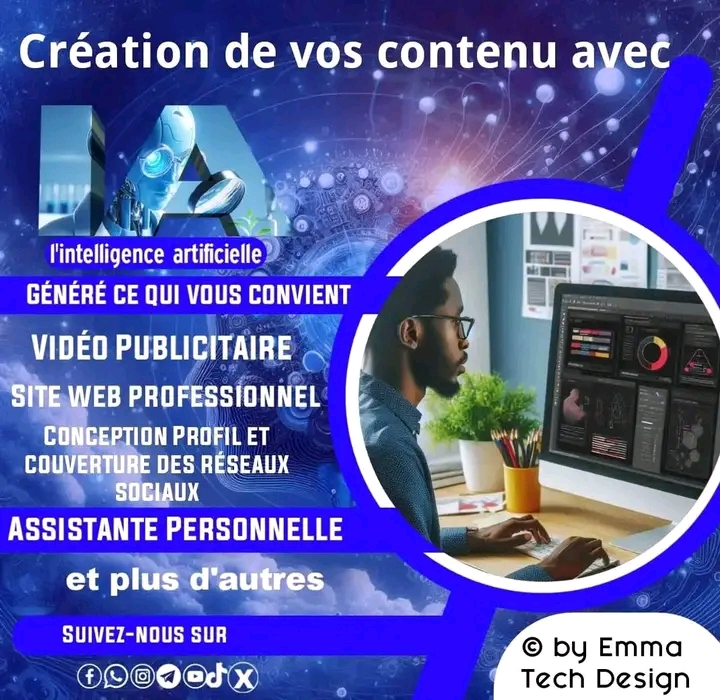 Création de vos contenu avec
IA
l'intelligence artificielle
GÉNÉRÉ CE QUI VOUS CONVIENT
VIDÉO PUBLICITAIRE
SITE WEB PROFESSIONNEL
CONCEPTION PROFIL ET
COUVERTURE DES RÉSEAUX
SOCIAUX
ASSISTANTE PERSONNELLE
et plus d'autres
SUIVEZ-NOUS SUR
© by Emma
Tech Design